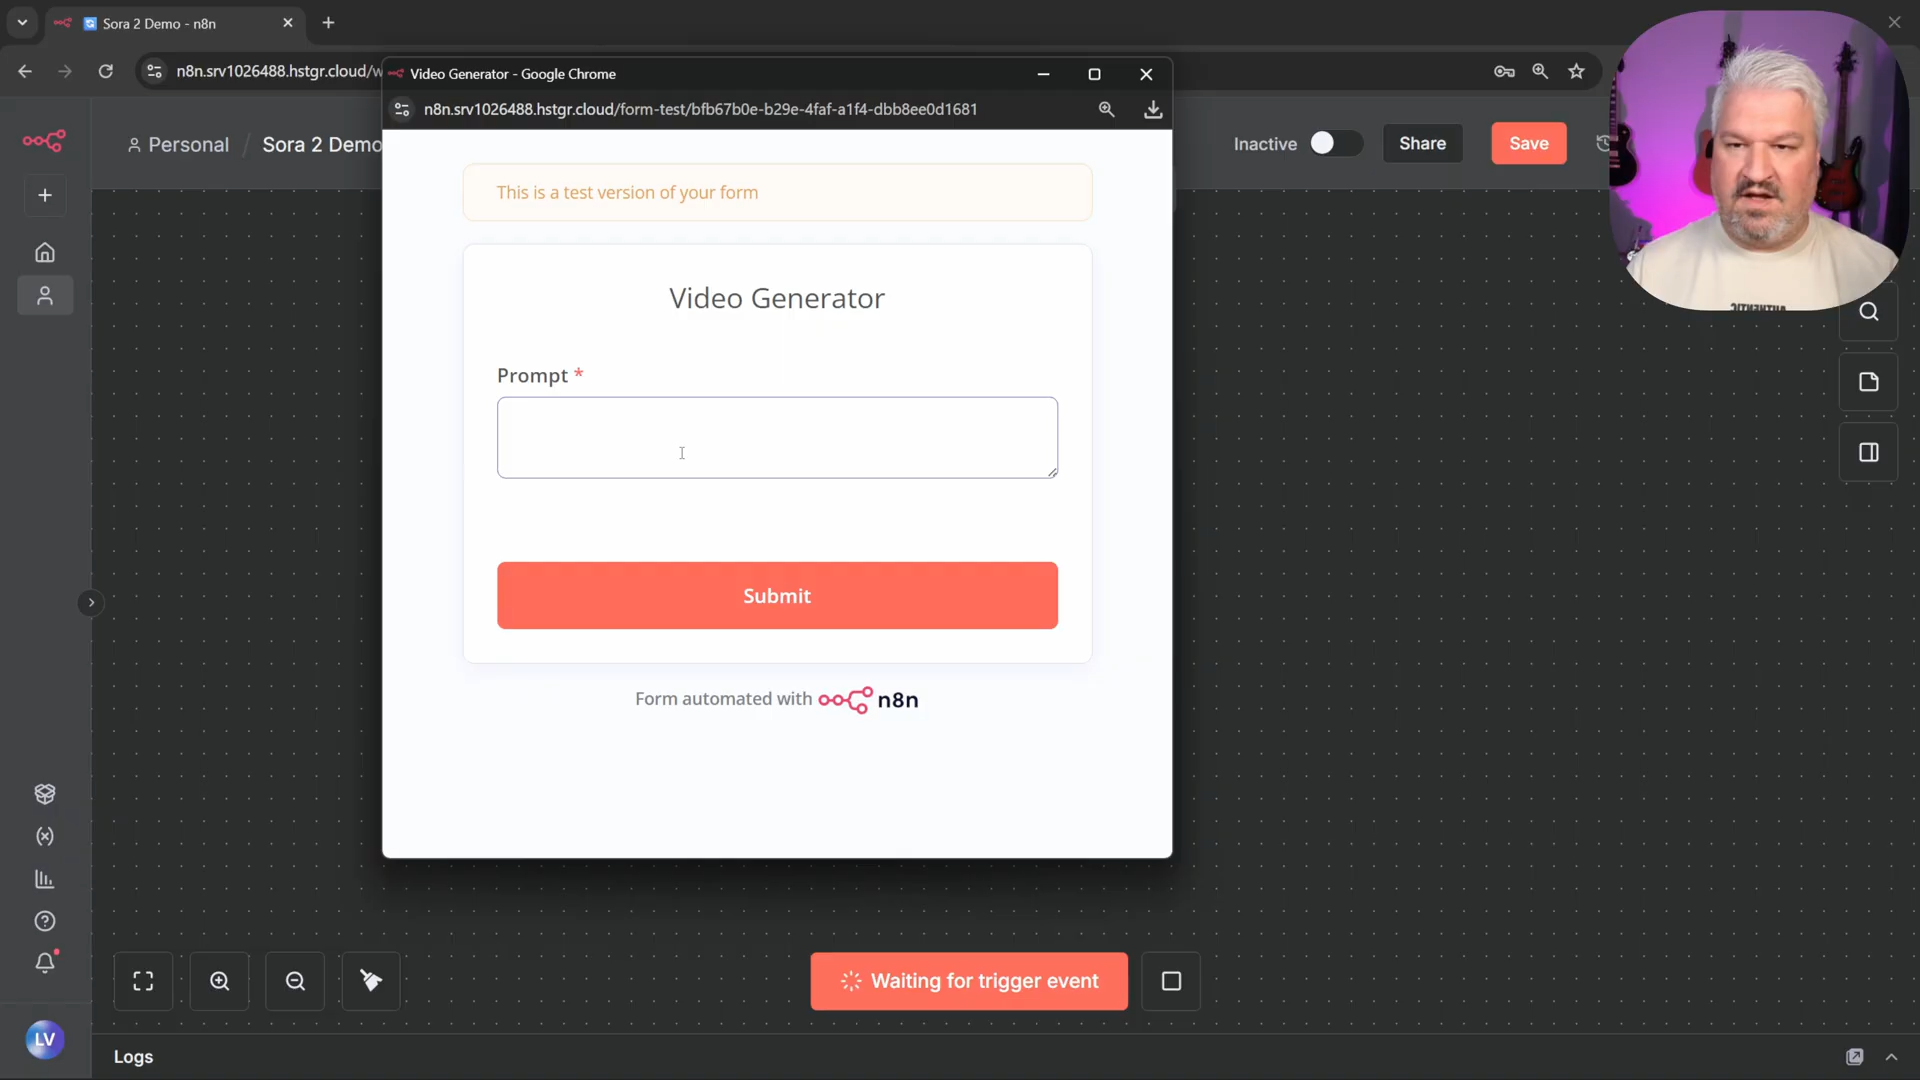 Sora 2 Demo - n8n
n8n.srv1026488.hstgr.cloud/w
Video Generator - Google Chrome
n8n.srv1026488.hstgr.cloud/form-test/bfb67b0e-b29e-4faf-a1f4-dbb8ee0d1681
Personal / Sora 2 Demo
Inactive
Share
Save
This is a test version of your form
Video Generator
Prompt *
Submit
Form automated with n8n
Waiting for trigger event
LV
Logs